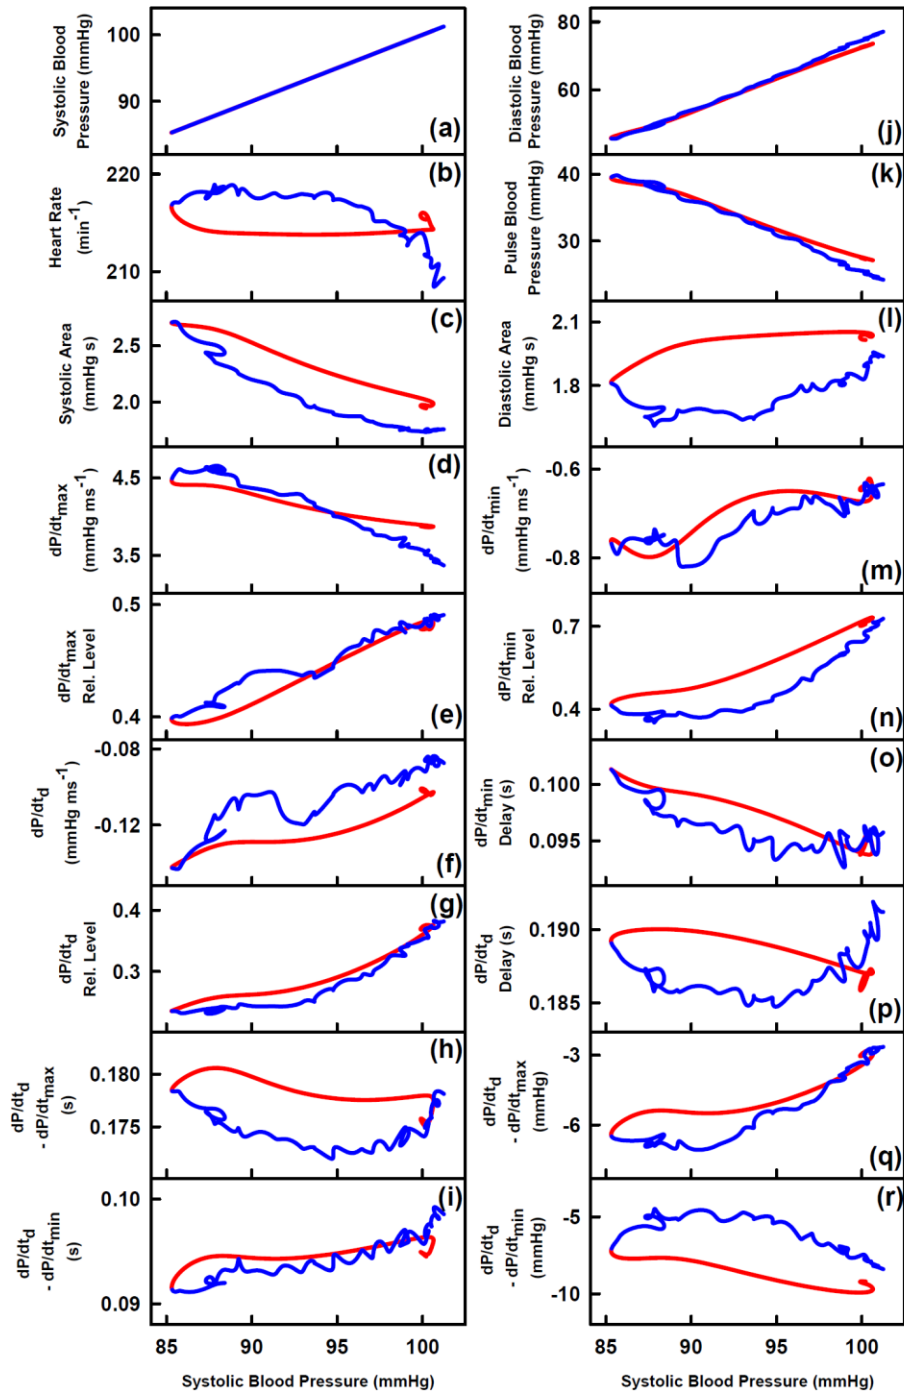 Systolic Blood
Pressure (mmHg)
100
90
(a)
Heart Rate
(min⁻¹)
220
210
(b)
Systolic Area
(mmHg s)
2.5
2.0
(c)
dP/dtmax
(mmHg ms⁻¹)
4.5
3.5
(d)
dP/dtmax
Rel. Level
0.5
0.4
(e)
dP/dtd
(mmHg ms⁻¹)
-0.08
-0.12
(f)
dP/dtd
Rel. Level
0.4
0.3
(g)
dP/dtd
- dP/dtmax
(s)
0.180
0.175
(h)
dP/dtd
- dP/dtmin
(s)
0.10
0.09
(i)
85 90 95 100
Systolic Blood Pressure (mmHg)
Diastolic Blood
Pressure (mmHg)
80
60
(j)
Pulse Blood
Pressure (mmHg)
40
30
(k)
Diastolic Area
(mmHg s)
2.1
1.8
(l)
dP/dtmin
(mmHg ms⁻¹)
-0.6
-0.8
(m)
dP/dtmin
Rel. Level
0.7
0.4
(n)
dP/dtmin
Delay (s)
0.100
0.095
(o)
dP/dtd
Delay (s)
0.190
0.185
(p)
dP/dtd
- dP/dtmax
(mmHg)
-3
-6
(q)
dP/dtd
- dP/dtmin
(mmHg)
-5
-10
(r)
85 90 95 100
Systolic Blood Pressure (mmHg)